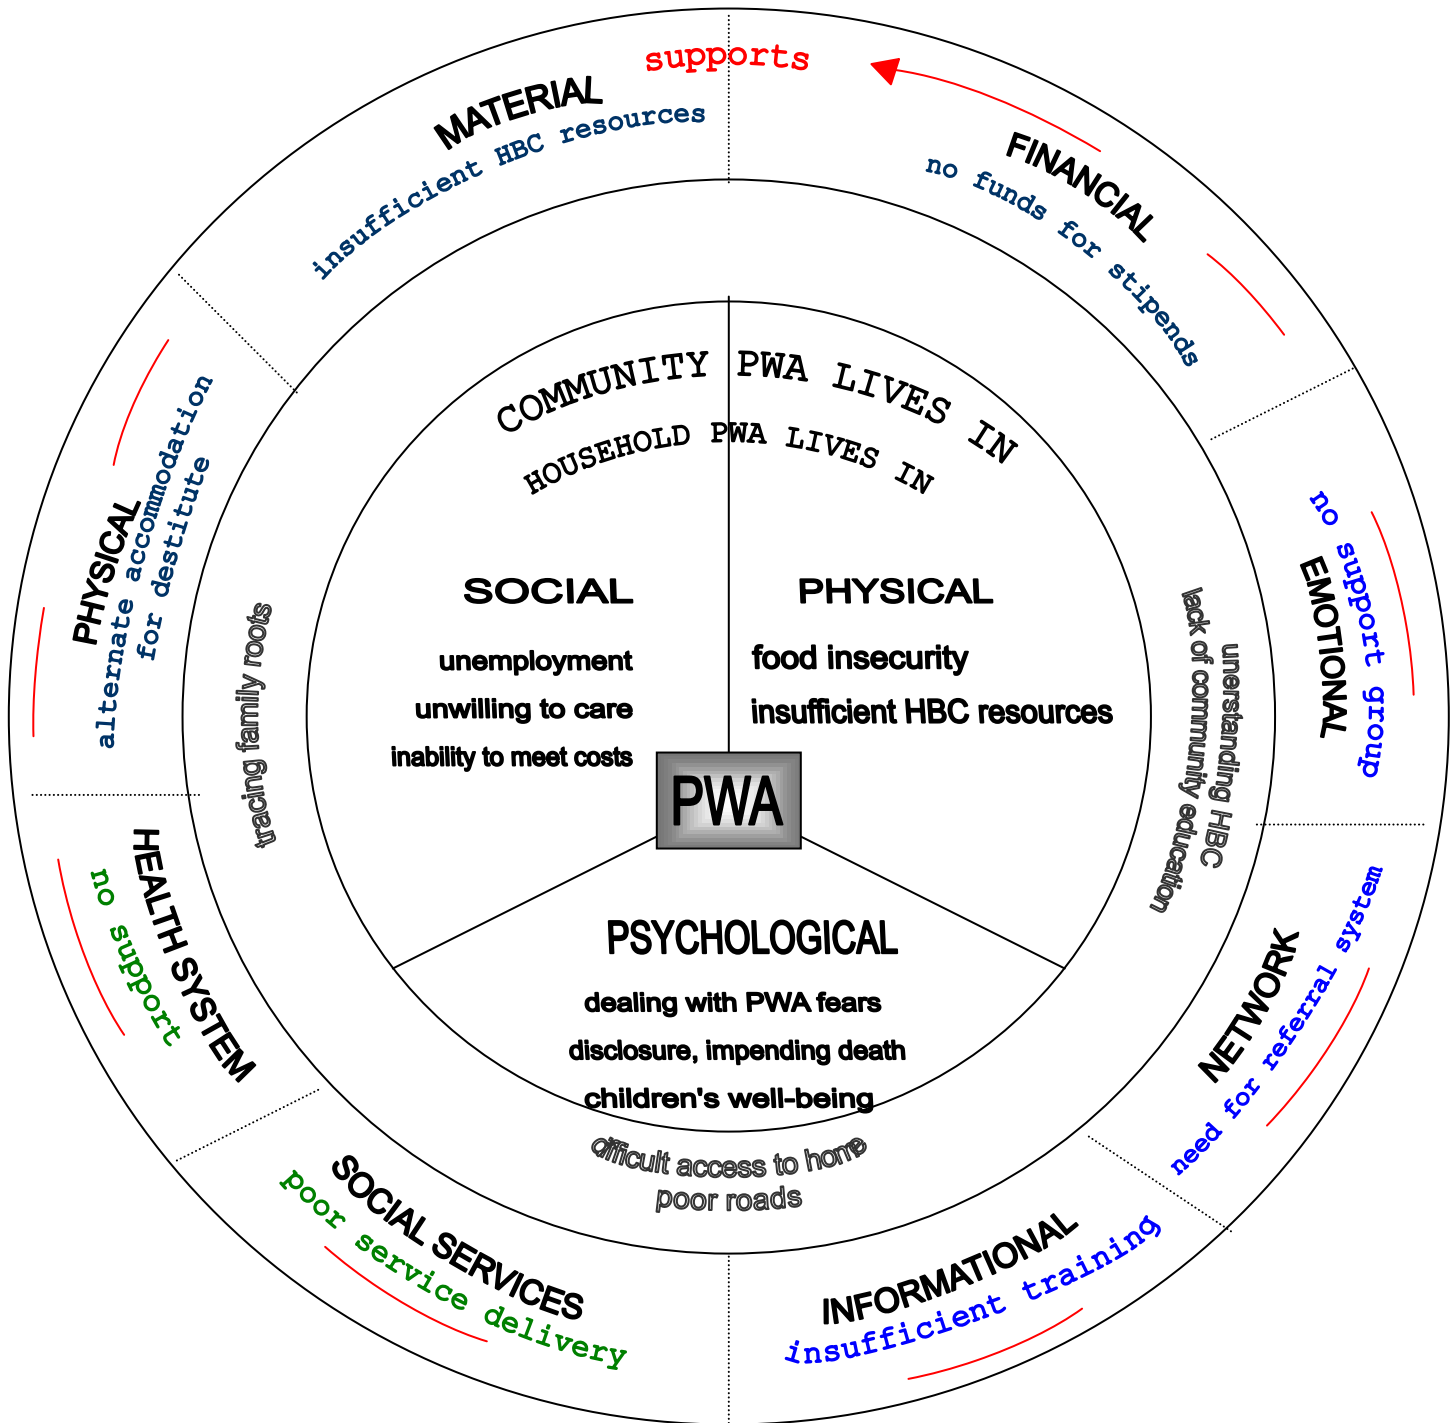 supports
MATERIAL
insufficient HBC resources
FINANCIAL
no funds for stipends
COMMUNITY PWA LIVES IN
HOUSEHOLD PWA LIVES IN
PHYSICAL
alternate accommodation
for destitute
tracing family roots
SOCIAL
unemployment
unwilling to care
inability to meet costs
PHYSICAL
food insecurity
insufficient HBC resources
PWA
no support group
EMOTIONAL
unerstanding HBC
lack of community education
HEALTH SYSTEM
no support
PSYCHOLOGICAL
dealing with PWA fears
disclosure, impending death
children's well-being
difficult access to home
poor roads
NETWORK
need for referral system
SOCIAL SERVICES
poor service delivery
INFORMATIONAL
insufficient training